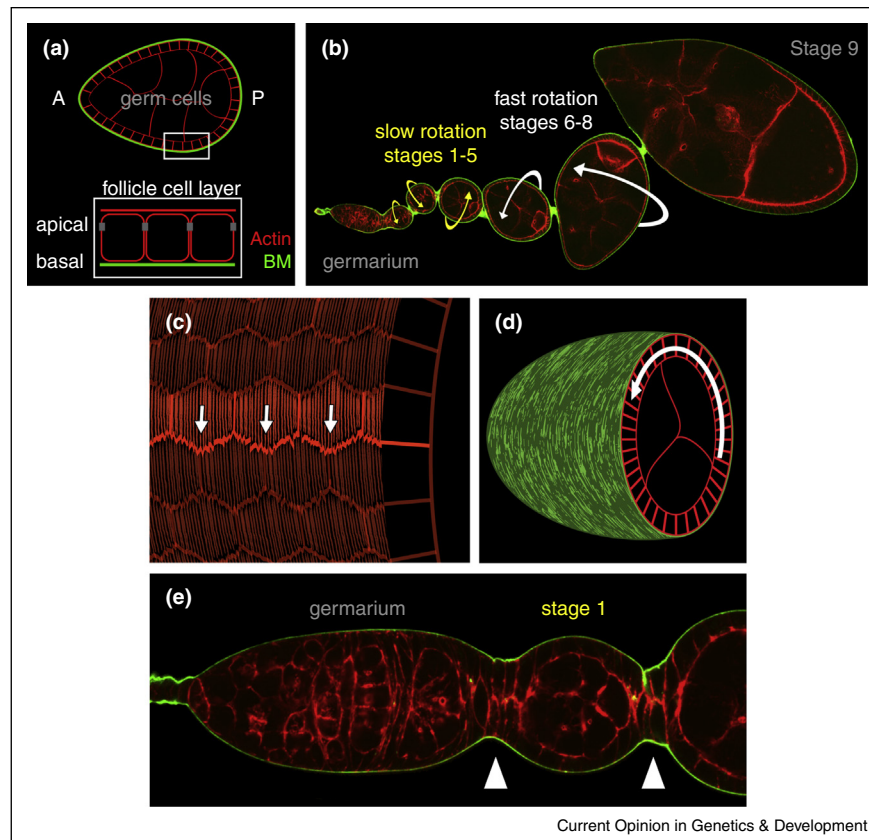 (a)
A
germ cells
P
follicle cell layer
apical
basal
Actin
BM
(b)
Stage 9
fast rotation
stages 6-8
slow rotation
stages 1-5
germarium
(c)
(d)
(e)
germarium
stage 1
Current Opinion in Genetics & Development